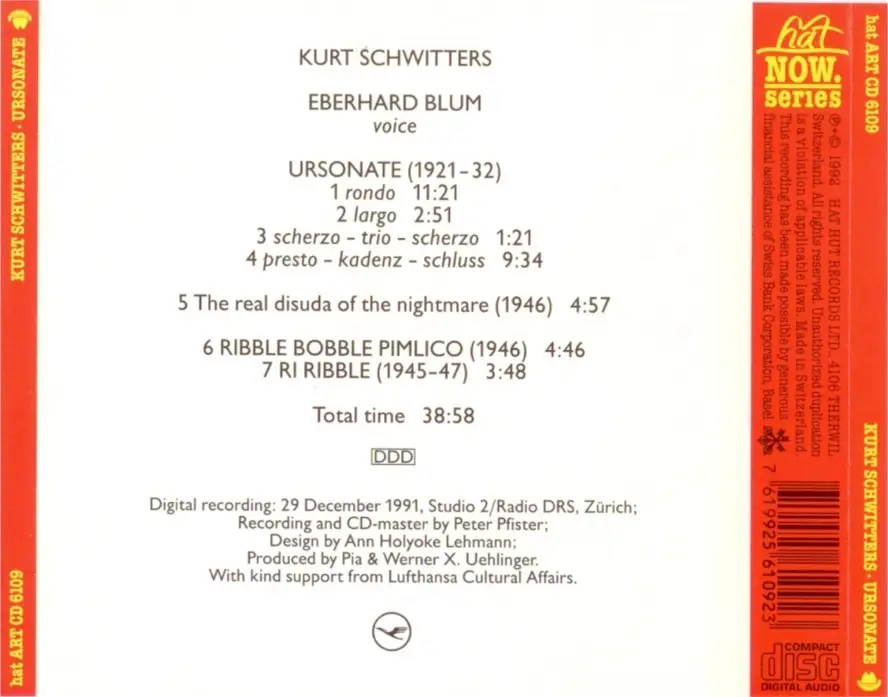 KURT SCHWITTERS · URSONATE
hat ART CD 6109
KURT SCHWITTERS
EBERHARD BLUM
voice
URSONATE (1921-32)
1 rondo 11:21
2 largo 2:51
3 scherzo - trio - scherzo 1:21
4 presto - kadenz - schluss 9:34
5 The real disuda of the nightmare (1946) 4:57
6 RIBBLE BOBBLE PIMLICO (1946) 4:46
7 RI RIBBLE (1945-47) 3:48
Total time 38:58
DDD
Digital recording: 29 December 1991, Studio 2/Radio DRS, Zürich;
Recording and CD-master by Peter Pfister;
Design by Ann Holyoke Lehmann;
Produced by Pia & Werner X. Uehlinger.
With kind support from Lufthansa Cultural Affairs.
hat
NOW.
series
℗+© 1992 HAT HUT RECORDS LTD., 4106 THERWIL
Switzerland. All rights reserved. Unauthorized duplication
is a violation of applicable laws. Made in Switzerland.
This recording has been made possible by generous
financial assistance of Swiss Bank Corporation, Basel
7 619925 610923
COMPACT
disc
DIGITAL AUDIO
hat ART CD 6109
KURT SCHWITTERS · URSONATE